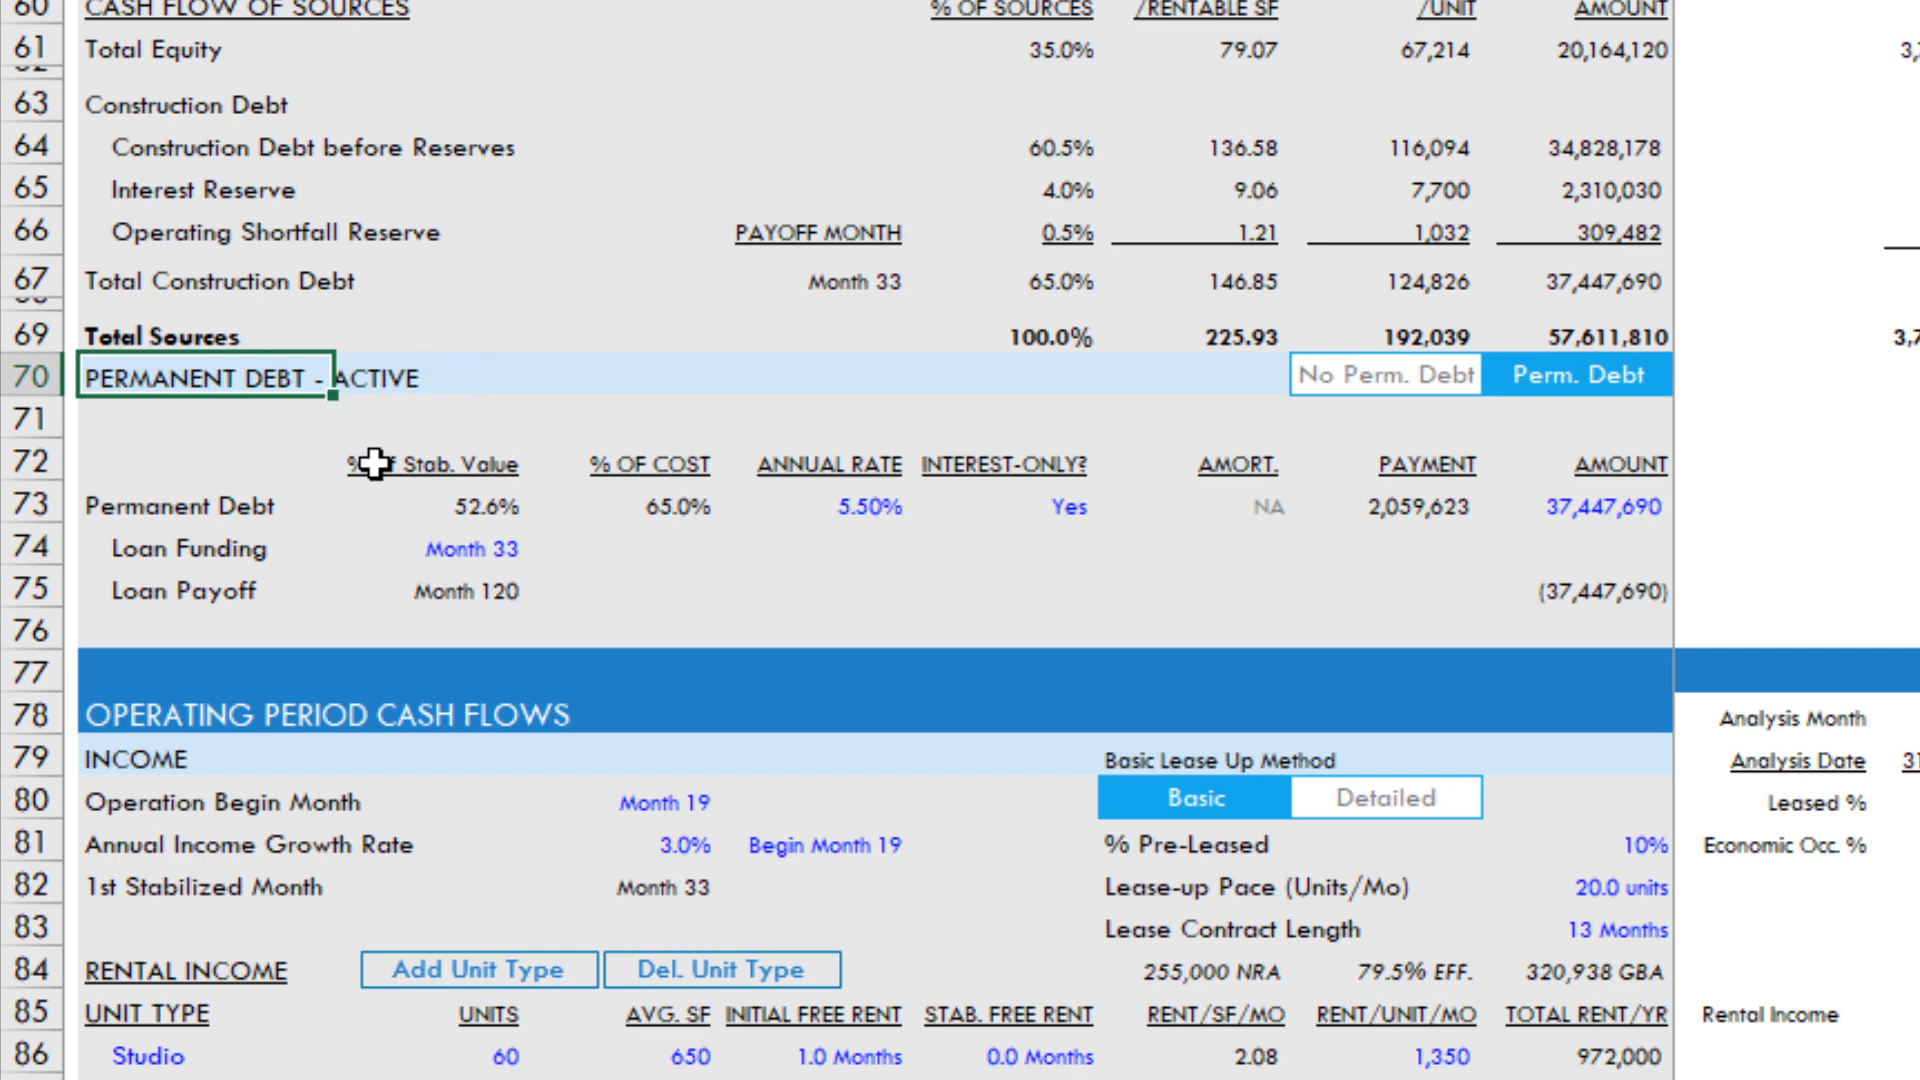 60 CASH FLOW OF SOURCES % OF SOURCES /RENTABLE SF /UNIT AMOUNT
61 Total Equity 35.0% 79.07 67,214 20,164,120
63 Construction Debt
64 Construction Debt before Reserves 60.5% 136.58 116,094 34,828,178
65 Interest Reserve 4.0% 9.06 7,700 2,310,030
66 Operating Shortfall Reserve PAYOFF MONTH 0.5% 1.21 1,032 309,482
67 Total Construction Debt Month 33 65.0% 146.85 124,826 37,447,690
69 Total Sources 100.0% 225.93 192,039 57,611,810
70 PERMANENT DEBT - ACTIVE No Perm. Debt Perm. Debt
71
72 Stab. Value % OF COST ANNUAL RATE INTEREST-ONLY? AMORT. PAYMENT AMOUNT
73 Permanent Debt 52.6% 65.0% 5.50% Yes NA 2,059,623 37,447,690
74 Loan Funding Month 33
75 Loan Payoff Month 120 (37,447,690)
76
77
78 OPERATING PERIOD CASH FLOWS Analysis Month
79 INCOME Basic Lease Up Method Analysis Date
80 Operation Begin Month Month 19 Basic Detailed Leased %
81 Annual Income Growth Rate 3.0% Begin Month 19 % Pre-Leased 10% Economic Occ. %
82 1st Stabilized Month Month 33 Lease-up Pace (Units/Mo) 20.0 units
83 Lease Contract Length 13 Months
84 RENTAL INCOME Add Unit Type Del. Unit Type 255,000 NRA 79.5% EFF. 320,938 GBA
85 UNIT TYPE UNITS AVG. SF INITIAL FREE RENT STAB. FREE RENT RENT/SF/MO RENT/UNIT/MO TOTAL RENT/YR Rental Income
86 Studio 60 650 1.0 Months 0.0 Months 2.08 1,350 972,000